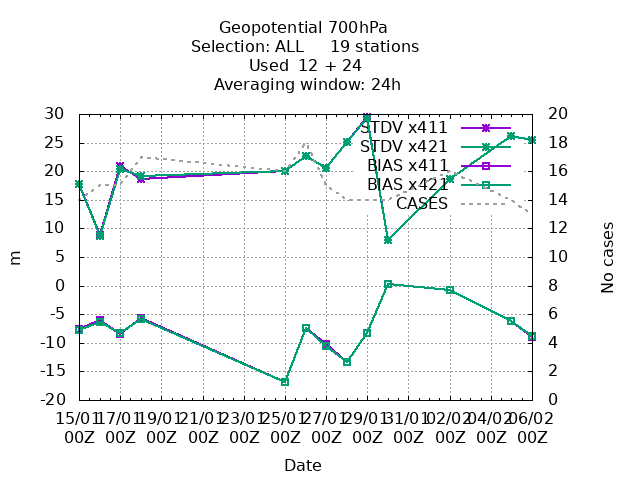 Geopotential 700hPa
Selection: ALL 19 stations
Used 12 + 24
Averaging window: 24h
30 20
STDV x411
25 18
STDV x421
20 16
BIAS x411
BIAS x421
15 14
CASES
10 12
5 10
0 8
-5 6
-10 4
-15 2
-20 0
m
No cases
15/01 17/01 19/01 21/01 23/01 25/01 27/01 29/01 31/01 02/02 04/02 06/02
00Z 00Z 00Z 00Z 00Z 00Z 00Z 00Z 00Z 00Z 00Z 00Z
Date